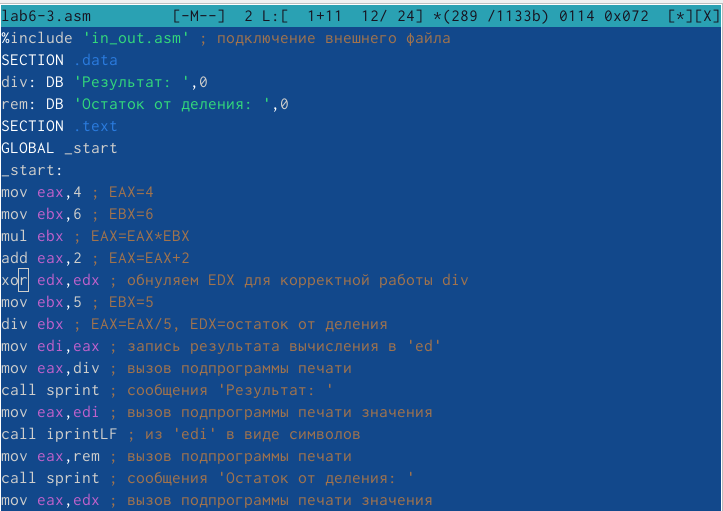 lab6-3.asm [-M--] 2 L:[ 1+11 12/ 24] *(289 /1133b) 0114 0x072 [*][X]
%include 'in_out.asm' ; подключение внешнего файла
SECTION .data
div: DB 'Результат: ',0
rem: DB 'Остаток от деления: ',0
SECTION .text
GLOBAL _start
_start:
mov eax,4 ; EAX=4
mov ebx,6 ; EBX=6
mul ebx ; EAX=EAX*EBX
add eax,2 ; EAX=EAX+2
xor edx,edx ; обнуляем EDX для корректной работы div
mov ebx,5 ; EBX=5
div ebx ; EAX=EAX/5, EDX=остаток от деления
mov edi,eax ; запись результата вычисления в 'ed'
mov eax,div ; вызов подпрограммы печати
call sprint ; сообщения 'Результат: '
mov eax,edi ; вызов подпрограммы печати значения
call iprintLF ; из 'edi' в виде символов
mov eax,rem ; вызов подпрограммы печати
call sprint ; сообщения 'Остаток от деления: '
mov eax,edx ; вызов подпрограммы печати значения